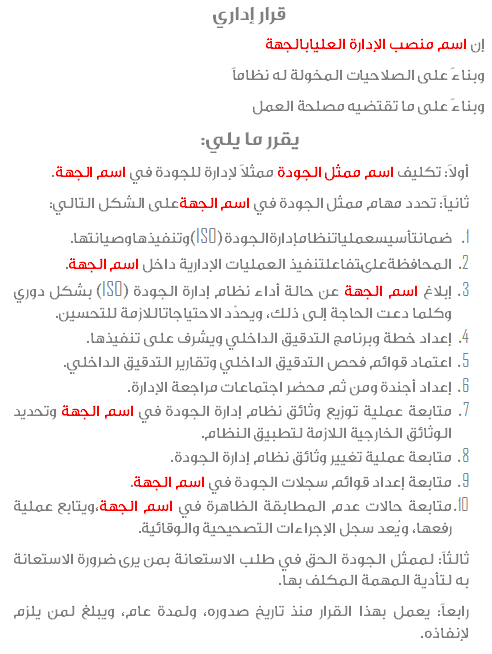 قرار إداري
إن اسم منصب الإدارة العليابالجهة
وبناءً على الصلاحيات المخولة له نظاماً
وبناءً على ما تقتضيه مصلحة العمل
يقرر ما يلي:
أولاً: تكليف اسم ممثل الجودة ممثلاً لإدارة للجودة في اسم الجهة.
ثانياً: تحدد مهام ممثل الجودة في اسم الجهةعلى الشكل التالي:
1. ضمانتأسيسعملياتنظامإدارةالجودة (ISO)وتنفيذهاوصيانتها.
2. المحافظةعلىتفاعلتنفيذ العمليات الإدارية داخل اسم الجهة.
3. إبلاغ اسم الجهة عن حالة أداء نظام إدارة الجودة (ISO) بشكل دوري
وكلما دعت الحاجة إلى ذلك، ويحدّد الاحتياجاتاللازمة للتحسين.
4. إعداد خطة وبرنامج التدقيق الداخلي ويشرف على تنفيذها.
5. اعتماد قوائم فحص التدقيق الداخلي وتقارير التدقيق الداخلي.
6. إعداد أجندة ومن ثم محضر اجتماعات مراجعة الإدارة.
7. متابعة عملية توزيع وثائق نظام إدارة الجودة في اسم الجهة وتحديد
الوثائق الخارجية اللازمة لتطبيق النظام.
8. متابعة عملية تغيير وثائق نظام إدارة الجودة.
9. متابعة إعداد قوائم سجلات الجودة في اسم الجهة.
10. متابعة حالات عدم المطابقة الظاهرة في اسم الجهة،ويتابع عملية
رفعها، ويُعد سجل الإجراءات التصحيحية والوقائية.
ثالثاً: لممثل الجودة الحق في طلب الاستعانة بمن يرى ضرورة الاستعانة
به لتأدية المهمة المكلف بها.
رابعاً: يعمل بهذا القرار منذ تاريخ صدوره، ولمدة عام، ويبلغ لمن يلزم
لإنفاذه.